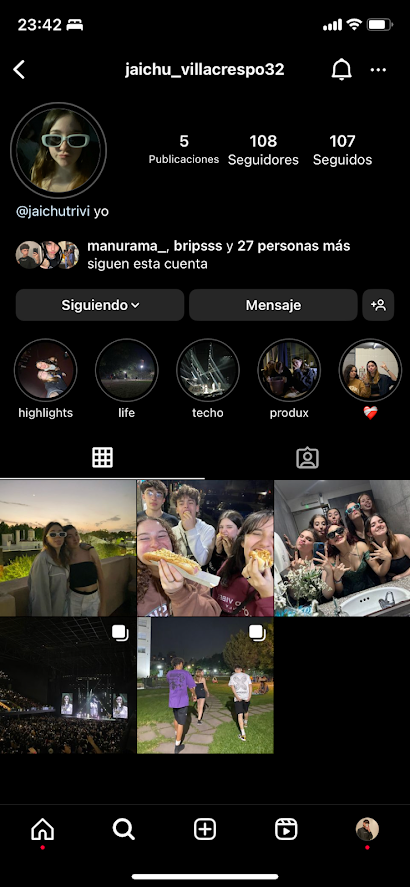 23:42
jaichu_villacrespo32
5 108 107
Publicaciones Seguidores Seguidos
@jaichutrivi yo
manurama_, bripsss y 27 personas más
siguen esta cuenta
Siguiendo Mensaje
highlights life techo produx ❤️‍🩹